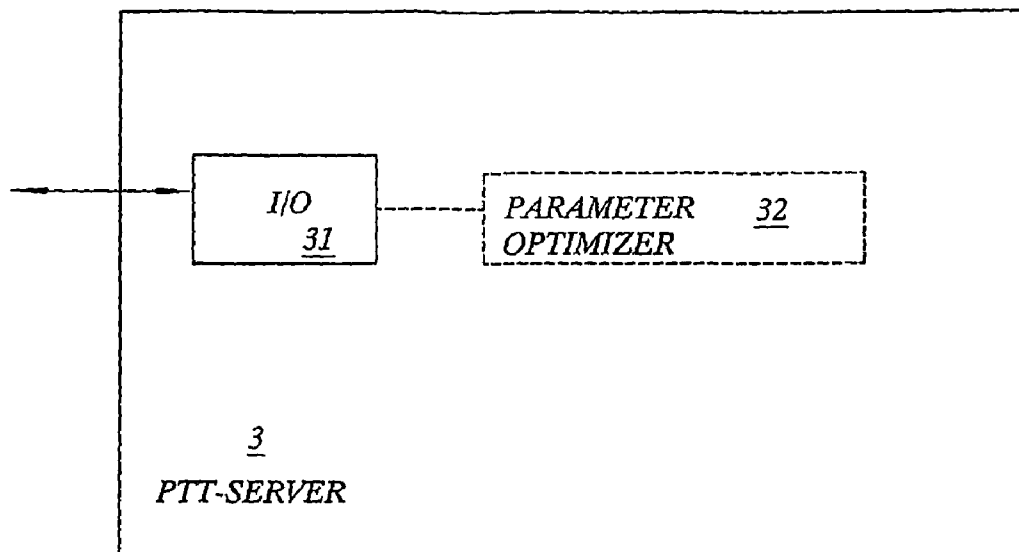 I/O
31
PARAMETER 32
OPTIMIZER
3
PTT-SERVER